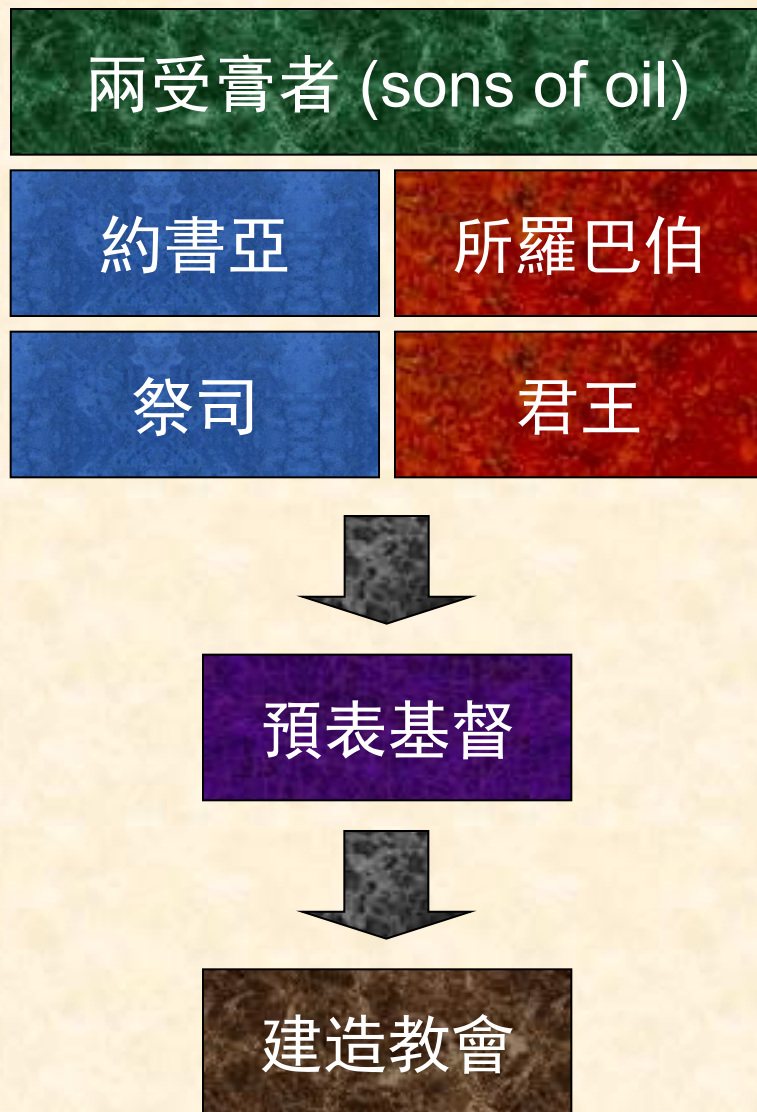 兩受膏者 (sons of oil)
約書亞
所羅巴伯
祭司
君王
預表基督
建造教會